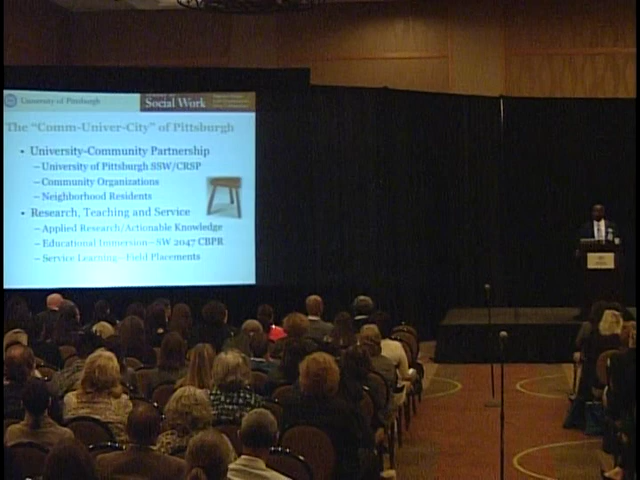 University of Pittsburgh
Social Work
The "Comm-Univer-City" of Pittsburgh
• University-Community Partnership
– University of Pittsburgh SSW/CRSP
– Community Organizations
– Neighborhood Residents
• Research, Teaching and Service
– Applied Research/Actionable Knowledge
– Educational Immersion–SW 2047 CBPR
– Service Learning– Field Placements